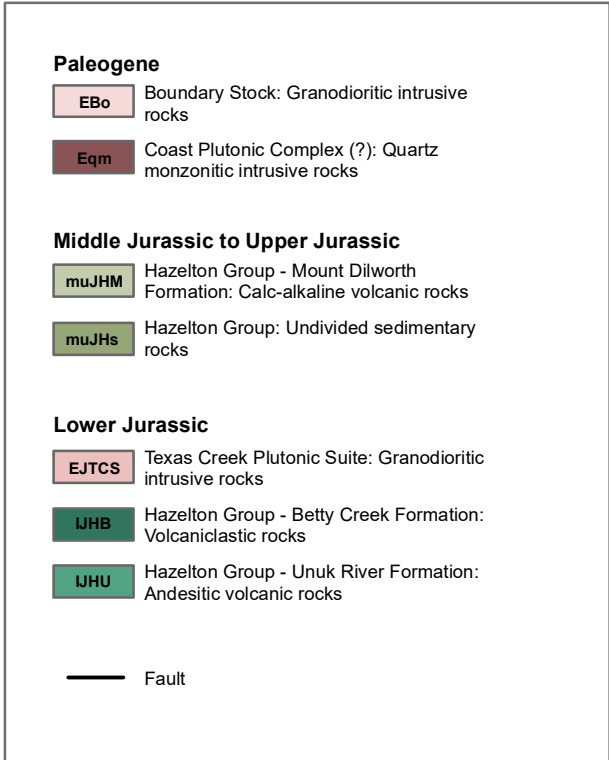 Paleogene
EBo
Boundary Stock: Granodioritic intrusive
rocks
Eqm
Coast Plutonic Complex (?): Quartz
monzonitic intrusive rocks
Middle Jurassic to Upper Jurassic
muJHM
Hazelton Group - Mount Dilworth
Formation: Calc-alkaline volcanic rocks
muJHs
Hazelton Group: Undivided sedimentary
rocks
Lower Jurassic
EJTCS
Texas Creek Plutonic Suite: Granodioritic
intrusive rocks
lJHB
Hazelton Group - Betty Creek Formation:
Volcaniclastic rocks
lJHU
Hazelton Group - Unuk River Formation:
Andesitic volcanic rocks
Fault